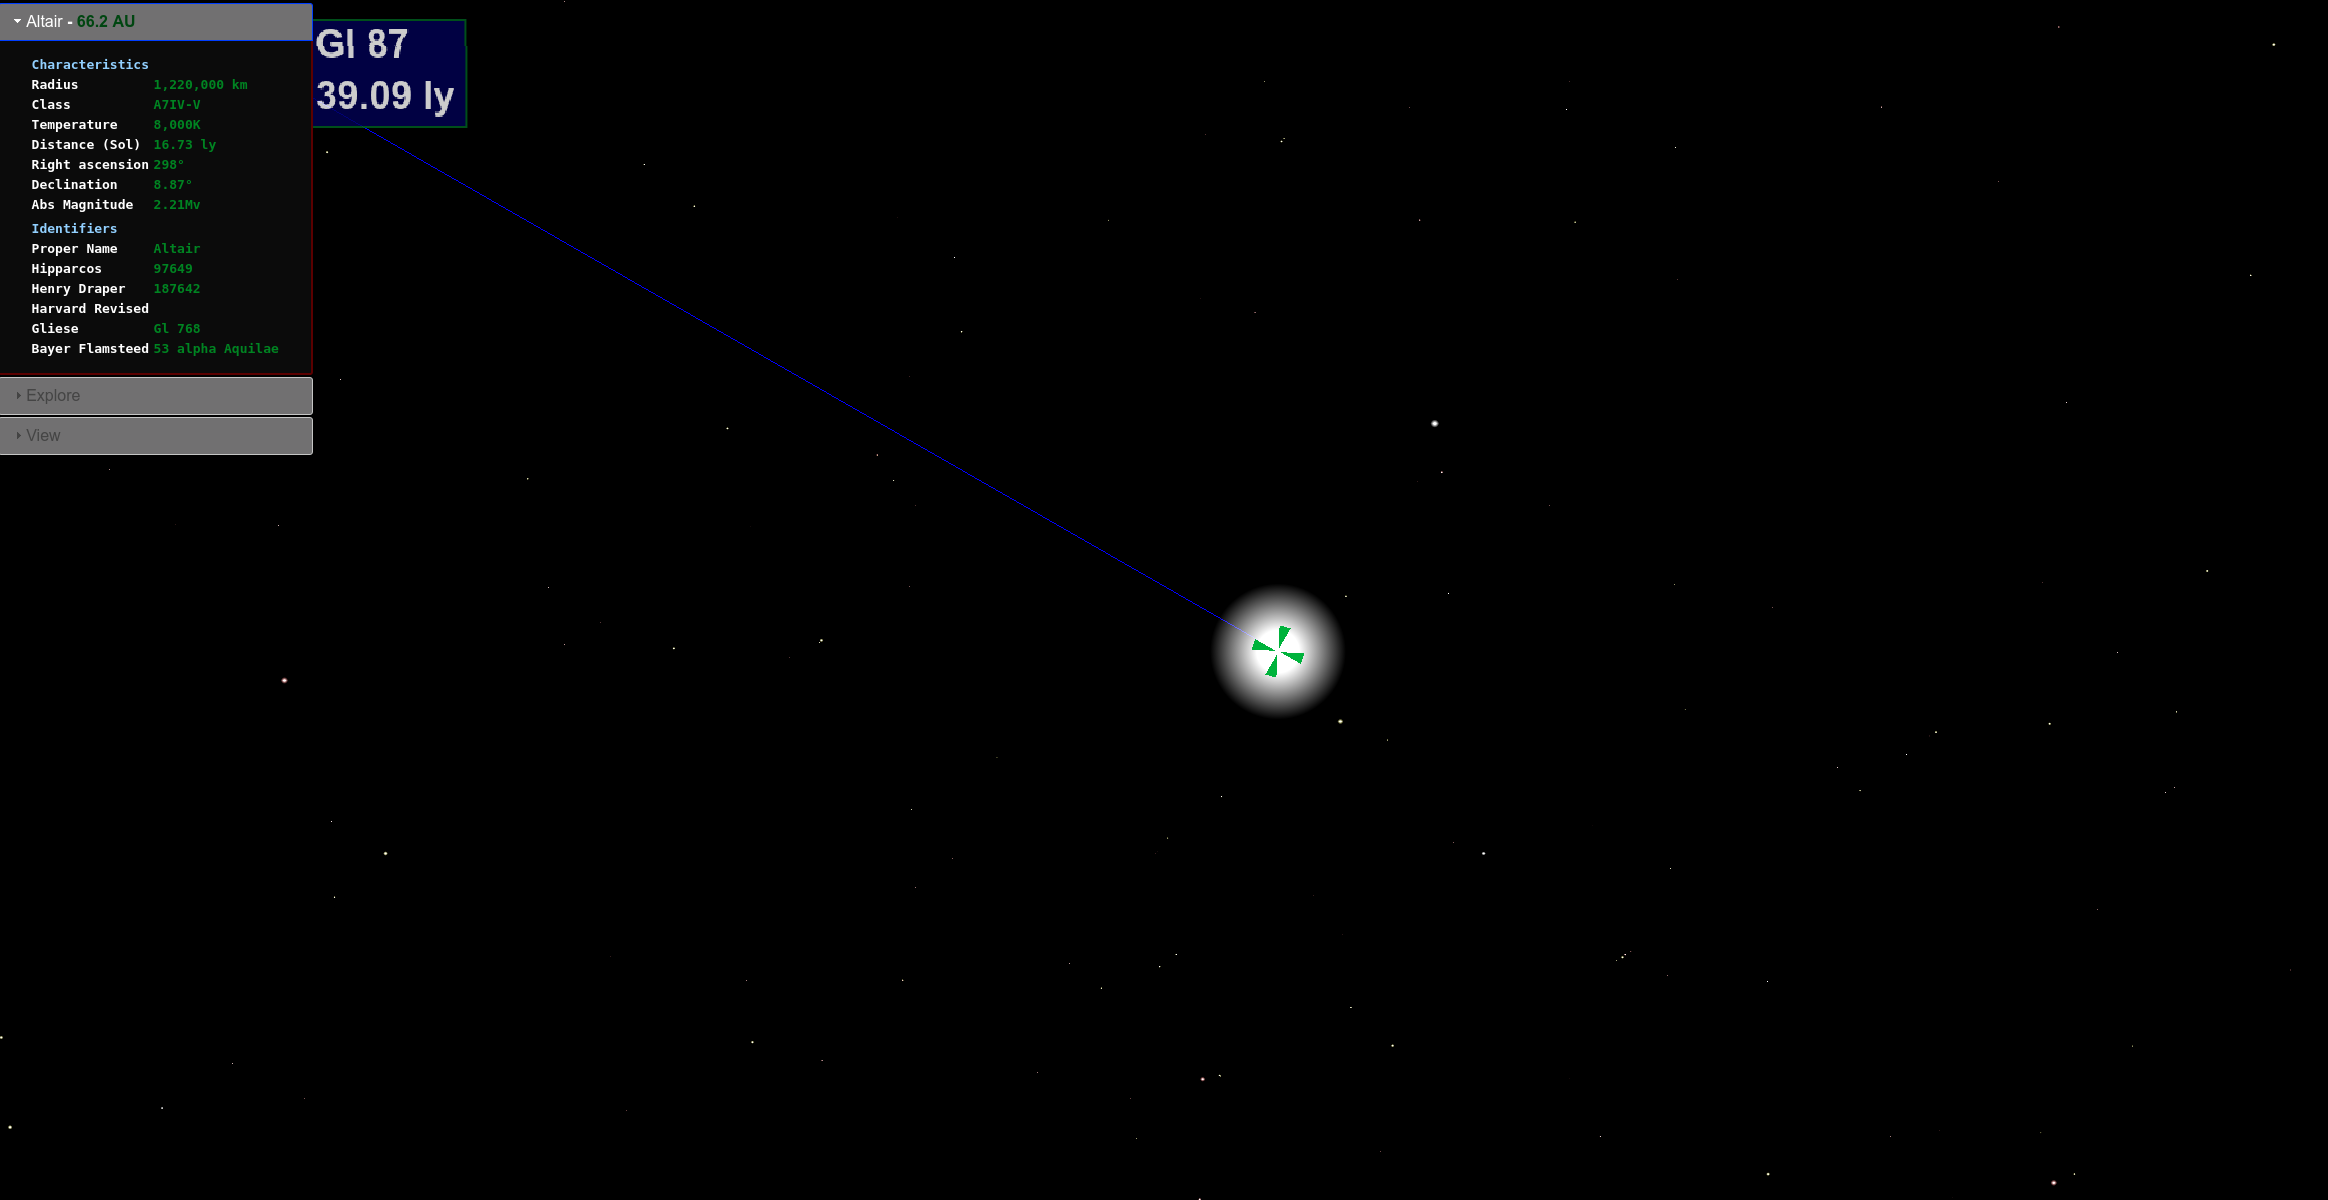 Altair - 66.2 AU
Gl 87
39.09 ly
Characteristics
Radius 1,220,000 km
Class A7IV-V
Temperature 8,000K
Distance (Sol) 16.73 ly
Right ascension 298°
Declination 8.87°
Abs Magnitude 2.21Mv
Identifiers
Proper Name Altair
Hipparcos 97649
Henry Draper 187642
Harvard Revised
Gliese Gl 768
Bayer Flamsteed 53 alpha Aquilae
Explore
View